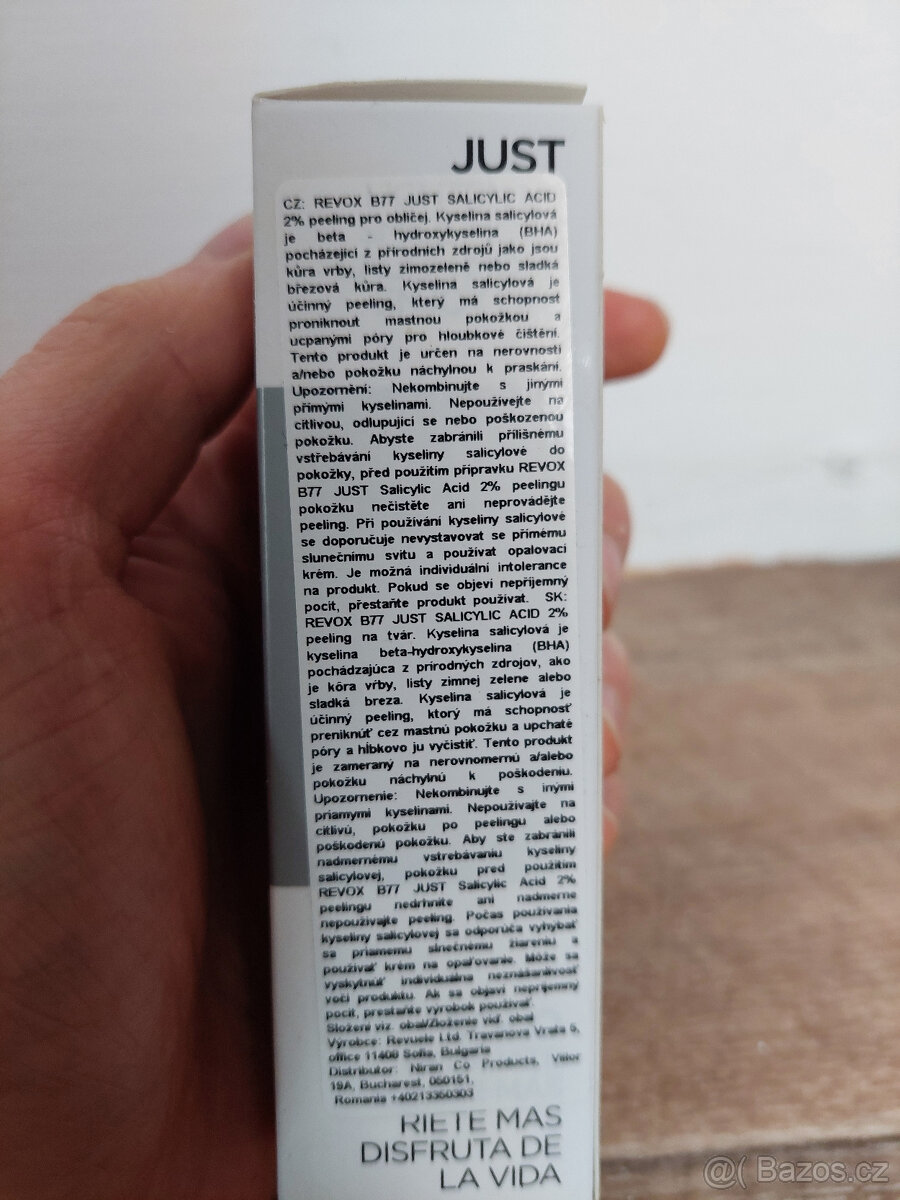 JUST
CZ: REVOX B77 JUST SALICYLIC ACID
2% peeling pro obličej. Kyselina salicylová
je beta - hydroxykyselina (BHA)
pocházející z přírodních zdrojů jako jsou
kůra vrby, listy zimozeleně nebo sladká
březová kůra. Kyselina salicylová je
účinný peeling, který má schopnost
proniknout mastnou pokožkou a
ucpanými póry pro hloubkové čištění.
Tento produkt je určen na nerovnosti
a/nebo pokožku náchylnou k praskání.
Upozornění: Nekombinujte s jinými
přímými kyselinami. Nepoužívejte na
citlivou, odlupující se nebo poškozenou
pokožku. Abyste zabránili přílišnému
vstřebávání kyseliny salicylové do
pokožky, před použitím přípravku REVOX
B77 JUST Salicylic Acid 2% peelingu
pokožku nečistěte ani neprovádějte
peeling. Při používání kyseliny salicylové
se doporučuje nevystavovat se přímému
slunečnímu svitu a používat opalovací
krém. Je možná individuální intolerance
na produkt. Pokud se objeví nepříjemný
pocit, přestaňte produkt používat. SK:
REVOX B77 JUST SALICYLIC ACID 2%
peeling na tvár. Kyselina salicylová je
kyselina beta-hydroxykyselina (BHA)
pochádzajúca z prírodných zdrojov, ako
je kôra vŕby, listy zimnej zelene alebo
sladká breza. Kyselina salicylová je
účinný peeling, ktorý má schopnosť
preniknúť cez mastnú pokožku a upchaté
póry a hĺbkovo ju vyčistiť. Tento produkt
je zameraný na nerovnomernú a/alebo
pokožku náchylnú k poškodeniu.
Upozornenie: Nekombinujte s inými
priamymi kyselinami. Nepoužívajte na
citlivú, pokožku po peelingu alebo
poškodenú pokožku. Aby ste zabránili
nadmernému vstrebávaniu kyseliny
salicylovej, pokožku pred použitím
REVOX B77 JUST Salicylic Acid 2%
peelingu nedrhnite ani nadmerne
nepoužívajte peeling. Počas používania
kyseliny salicylovej sa odporúča vyhýbať
sa priamemu slnečnému žiareniu a
používať krém na opaľovanie. Môže sa
vyskytnúť individuálna neznášanlivosť
voči produktu. Ak sa objaví nepríjemný
pocit, prestaňte výrobok používať.
Složení viz. obal/Zloženie viď. obal
Výrobce: Revuele Ltd. Travanova Vrata 5,
office 11408 Sofia, Bulgaria
Distributor: Niran Co Products, Valor
19A, Bucharest, 050151,
Romania +40213350303
RIETE MAS
DISFRUTA DE
LA VIDA
@( Bazos.cz